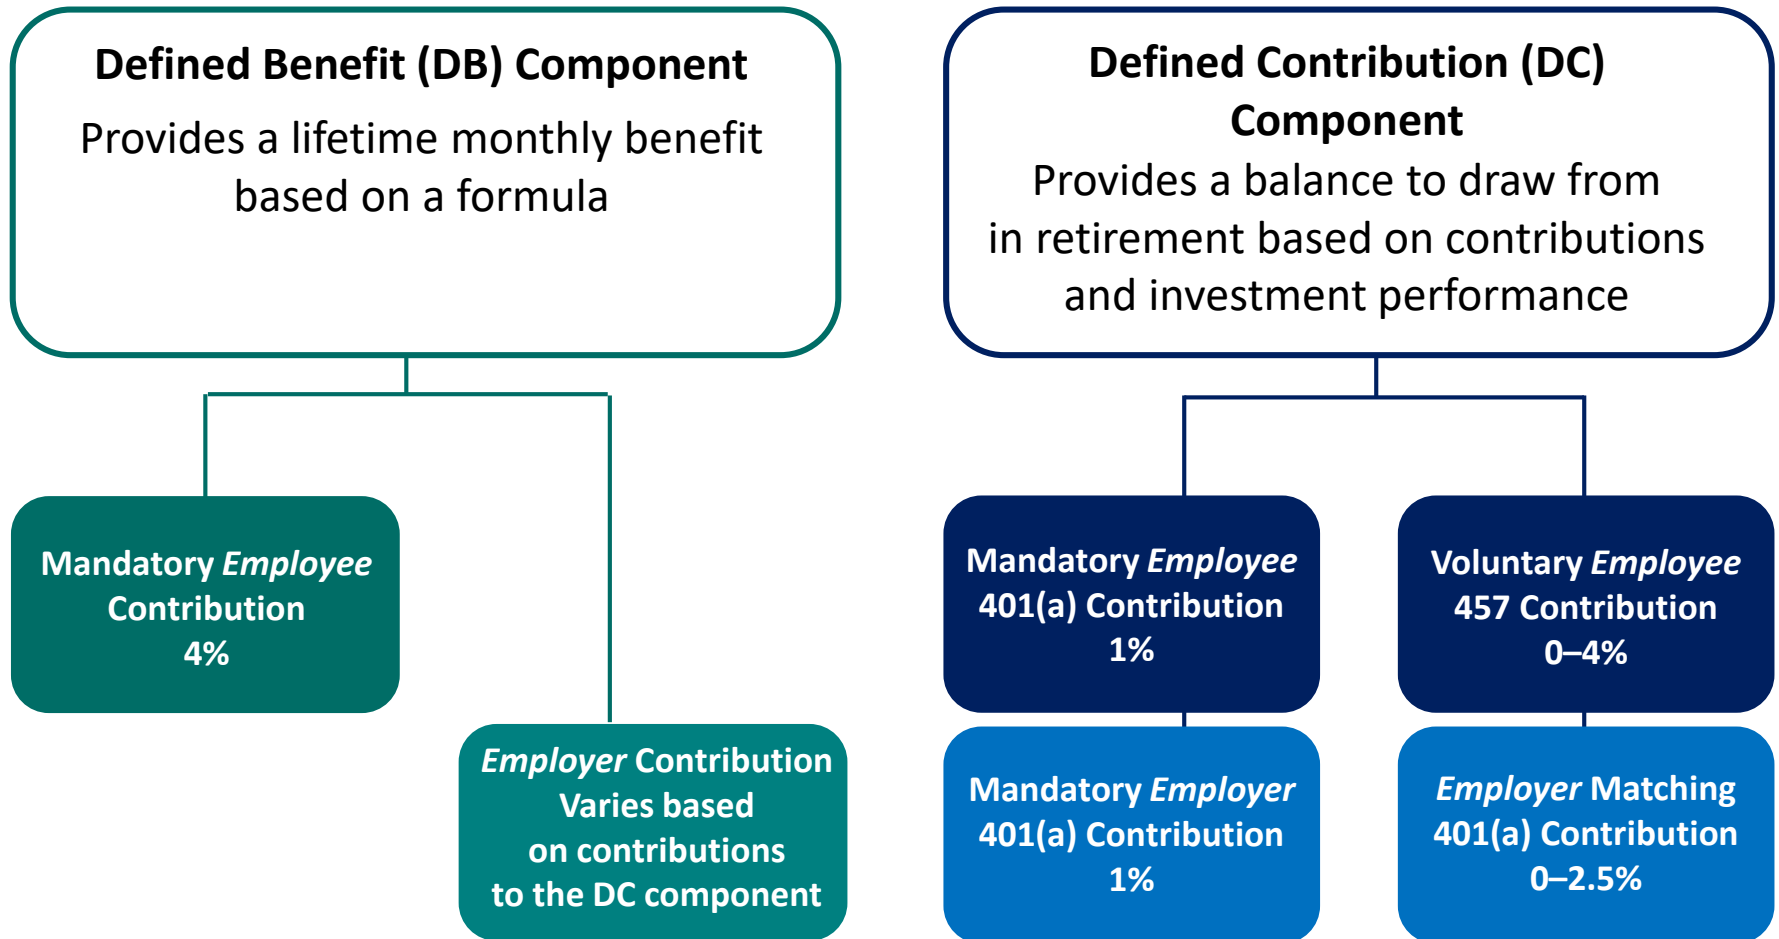 Defined Benefit (DB) Component
Provides a lifetime monthly benefit
based on a formula
Defined Contribution (DC)
Component
Provides a balance to draw from
in retirement based on contributions
and investment performance
Mandatory Employee
Contribution
4%
Employer Contribution
Varies based
on contributions
to the DC component
Mandatory Employee
401(a) Contribution
1%
Voluntary Employee
457 Contribution
0–4%
Mandatory Employer
401(a) Contribution
1%
Employer Matching
401(a) Contribution
0–2.5%